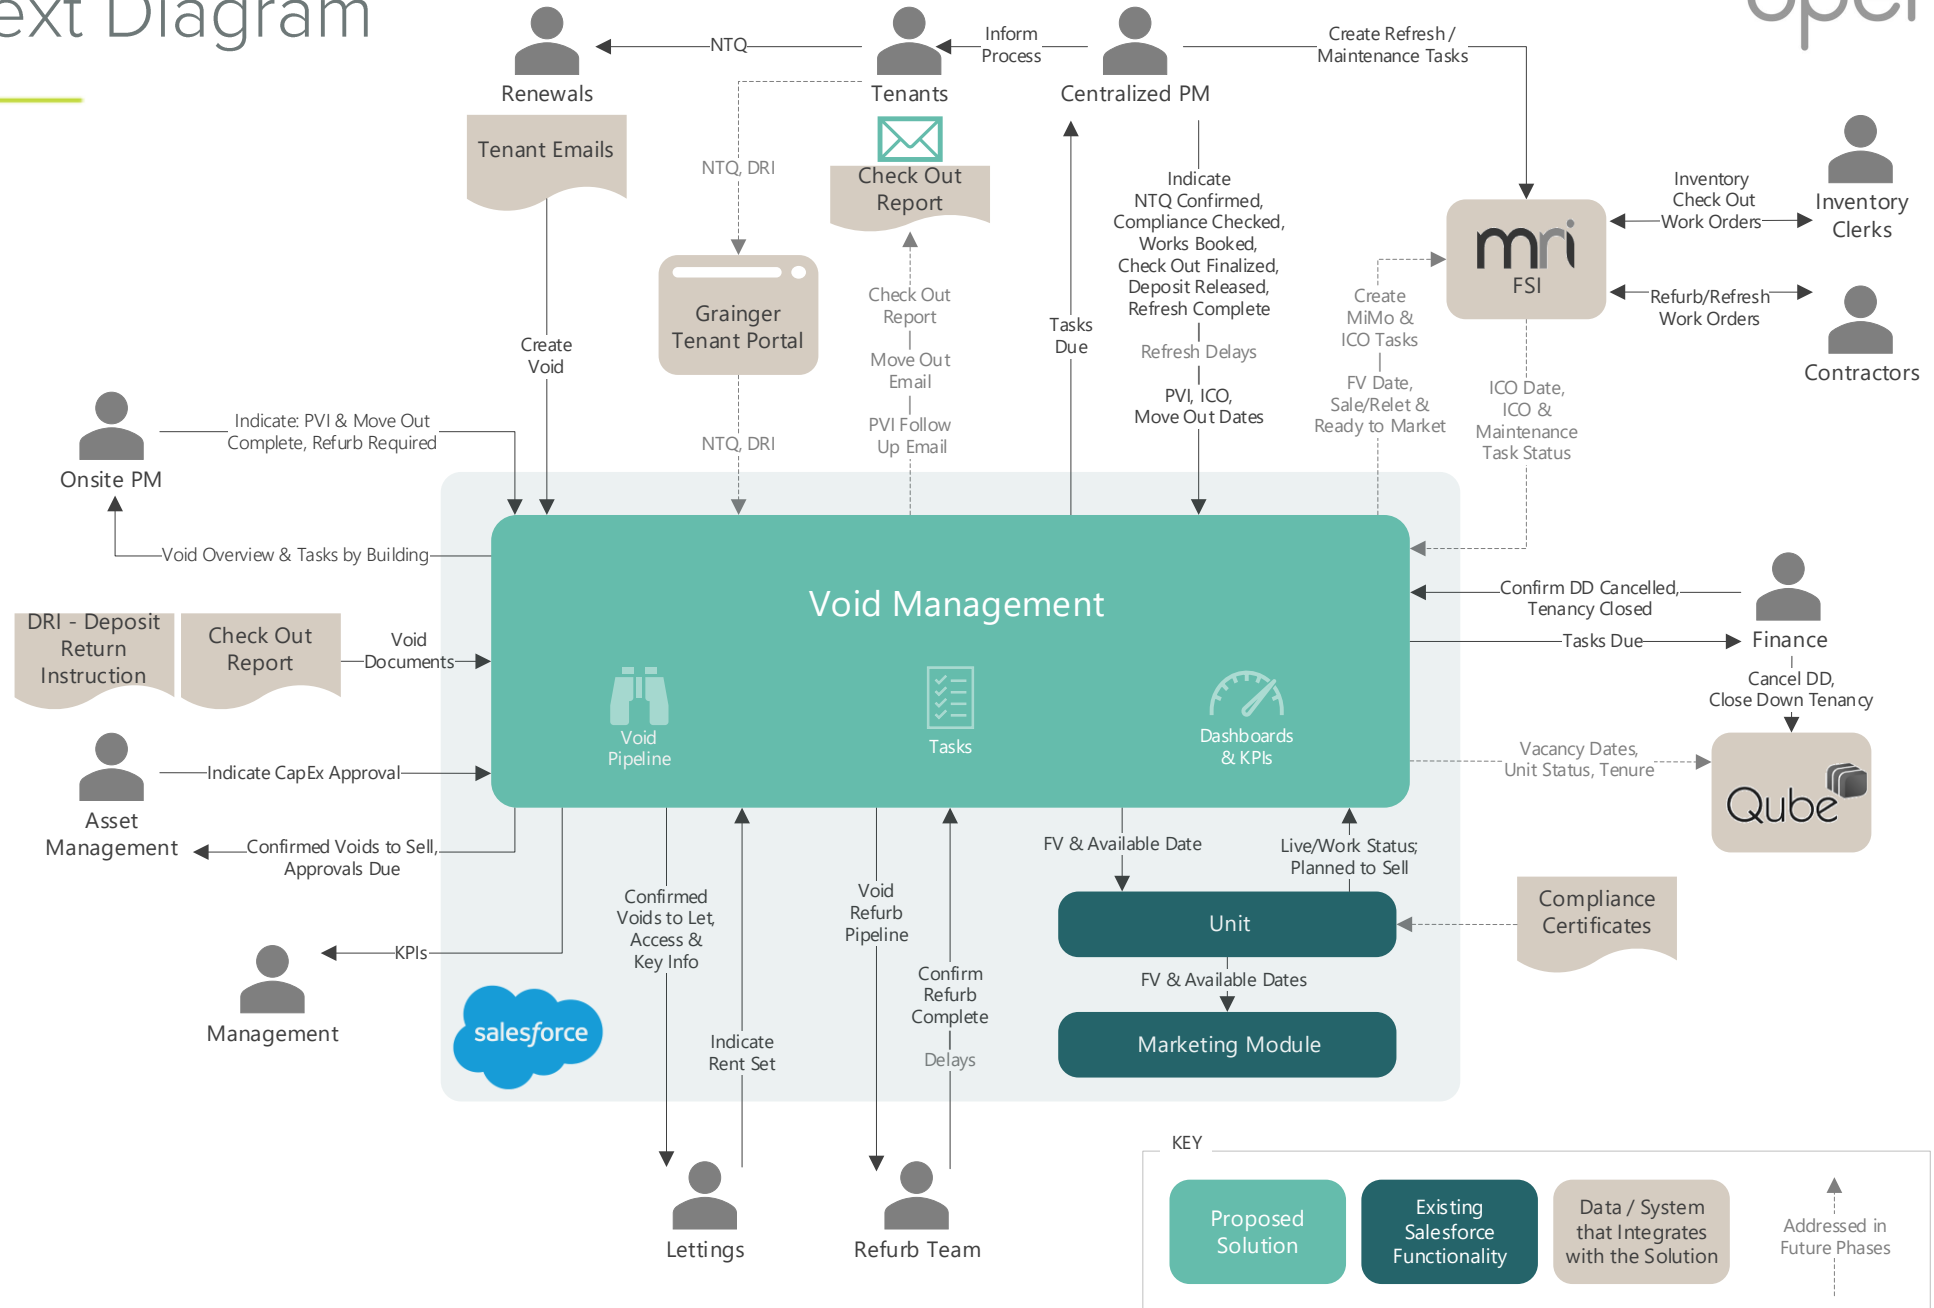 ext Diagram
NTQ
Inform
Process
Create Refresh /
Maintenance Tasks
Renewals
Tenants
Centralized PM
Tenant Emails
NTQ, DRI
Check Out
Report
Indicate
NTQ Confirmed,
Compliance Checked,
Works Booked,
Check Out Finalized,
Deposit Released,
Refresh Complete
Refresh Delays
PVI, ICO,
Move Out Dates
Inventory
Check Out
Work Orders
Inventory
Clerks
mri
FSI
Refurb/Refresh
Work Orders
Contractors
Grainger
Tenant Portal
Check Out
Report
Move Out
Email
PVI Follow
Up Email
Tasks
Due
Create
MiMo &
ICO Tasks
FV Date,
Sale/Relet &
Ready to Market
ICO Date,
ICO &
Maintenance
Task Status
Create
Void
NTQ, DRI
Indicate: PVI & Move Out
Complete, Refurb Required
Onsite PM
Void Overview & Tasks by Building
Void Management
Confirm DD Cancelled,
Tenancy Closed
Tasks Due
Finance
DRI - Deposit
Return
Instruction
Check Out
Report
Void
Documents
Cancel DD,
Close Down Tenancy
Void
Pipeline
Tasks
Dashboards
& KPIs
Vacancy Dates,
Unit Status, Tenure
Qube
Indicate CapEx Approval
Asset
Management
Confirmed Voids to Sell,
Approvals Due
FV & Available Date
Live/Work Status;
Planned to Sell
Confirmed
Voids to Let,
Access &
Key Info
Void
Refurb
Pipeline
Unit
Compliance
Certificates
KPIs
Management
FV & Available Dates
Confirm
Refurb
Complete
Delays
salesforce
Indicate
Rent Set
Marketing Module
Lettings
Refurb Team
KEY
Proposed
Solution
Existing
Salesforce
Functionality
Data / System
that Integrates
with the Solution
Addressed in
Future Phases